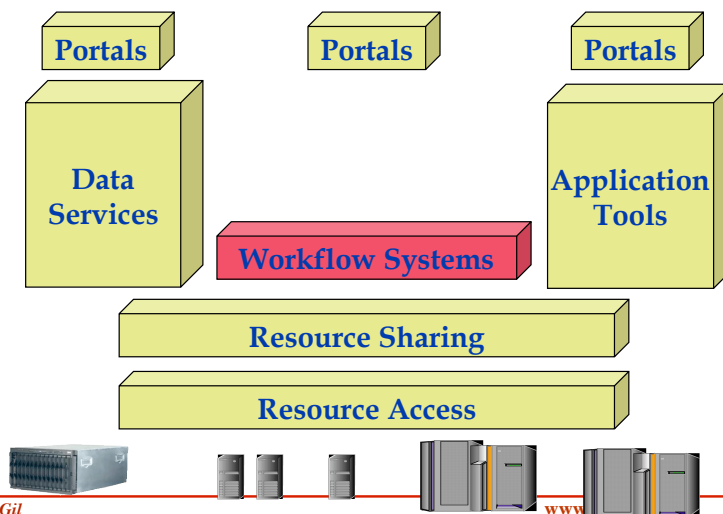 Portals
Portals
Portals
Data
Services
Application
Tools
Workflow Systems
Resource Sharing
Resource Access
Gil
www